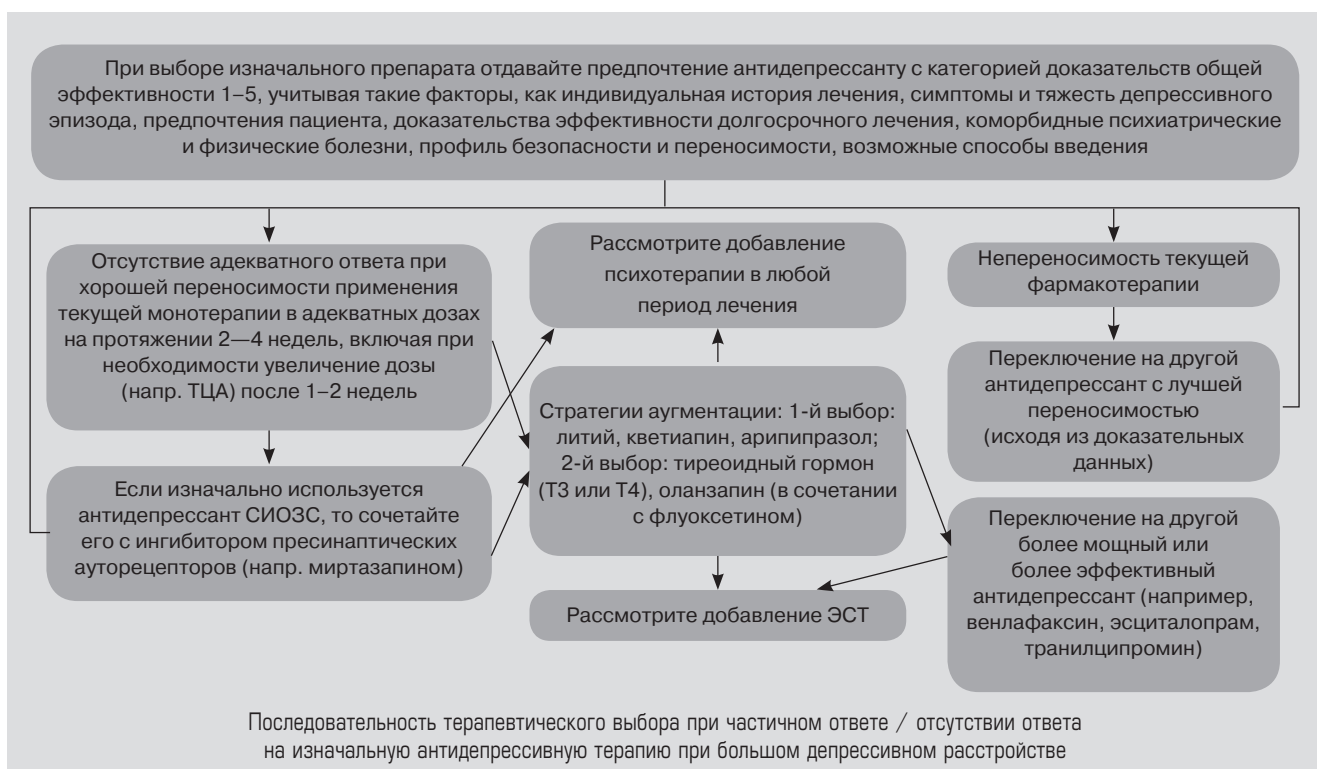 При выборе изначального препарата отдавайте предпочтение антидепрессанту с категорией доказательств общей
эффективности 1–5, учитывая такие факторы, как индивидуальная история лечения, симптомы и тяжесть депрессивного
эпизода, предпочтения пациента, доказательства эффективности долгосрочного лечения, коморбидные психиатрические
и физические болезни, профиль безопасности и переносимости, возможные способы введения
Отсутствие адекватного ответа при
хорошей переносимости применения
текущей монотерапии в адекватных дозах
на протяжении 2—4 недель, включая при
необходимости увеличение дозы
(напр. ТЦА) после 1–2 недель
Рассмотрите добавление
психотерапии в любой
период лечения
Непереносимость текущей
фармакотерапии
Переключение на другой
антидепрессант с лучшей
переносимостью
(исходя из доказательных
данных)
Стратегии аугментации: 1-й выбор:
литий, кветиапин, арипипразол;
2-й выбор: тиреоидный гормон
(Т3 или Т4), оланзапин (в сочетании
с флуоксетином)
Если изначально используется
антидепрессант СИОЗС, то сочетайте
его с ингибитором пресинаптических
ауторецепторов (напр. миртазапином)
Переключение на другой
более мощный или
более эффективный
антидепрессант (например,
венлафаксин, эсциталопрам,
транилципромин)
Рассмотрите добавление ЭСТ
Последовательность терапевтического выбора при частичном ответе / отсутствии ответа
на изначальную антидепрессивную терапию при большом депрессивном расстройстве